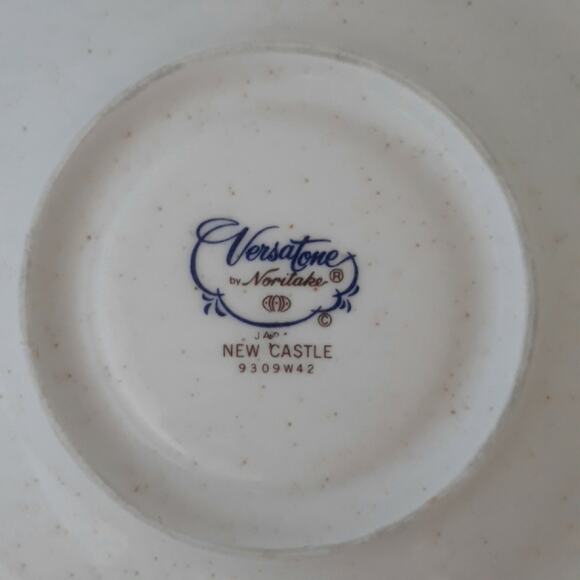 Versatone
by Noritake ®
©
NEW CASTLE
9309W42